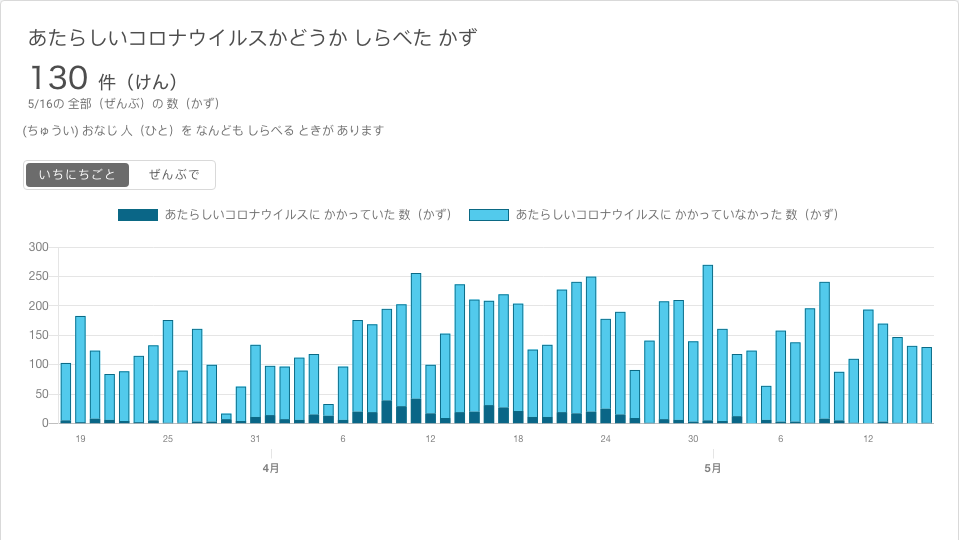 あたらしいコロナウイルスかどうか しらべた かず
130 件（けん）
5/16の 全部（ぜんぶ）の 数（かず）
(ちゅうい) おなじ 人（ひと）を なんども しらべる ときが あります
いちにちごと ぜんぶで
あたらしいコロナウイルスに かかっていた 数（かず） あたらしいコロナウイルスに かかっていなかった 数（かず）
300
250
200
150
100
50
0
19 25 31 6 12 18 24 30 6 12
4月 5月